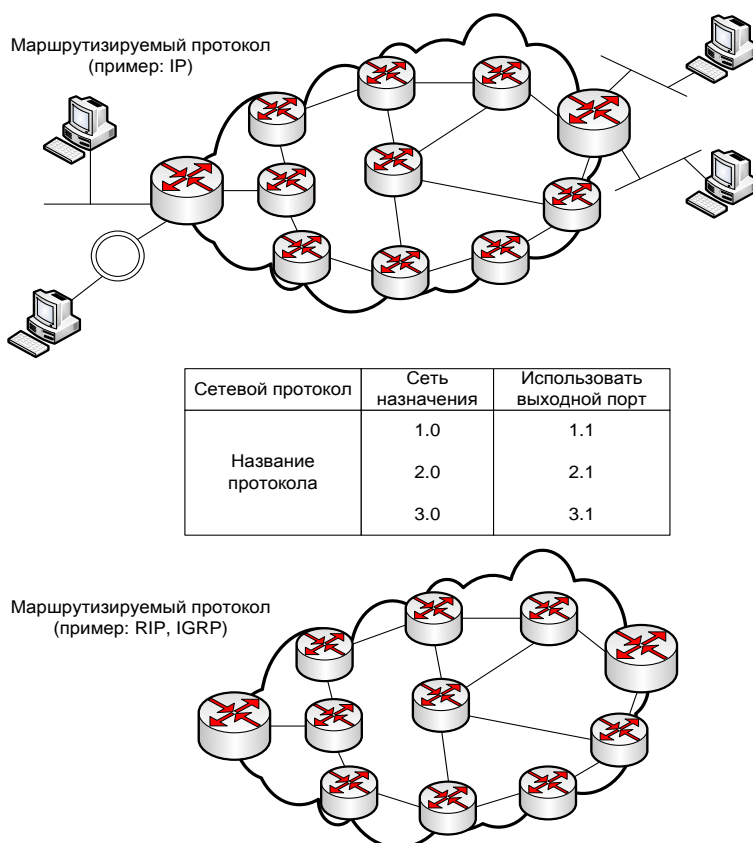 Маршрутизируемый протокол
(пример: IP)
Сетевой протокол
Сеть
назначения
Использовать
выходной порт
Название
протокола
1.0
1.1
2.0
2.1
3.0
3.1
Маршрутизируемый протокол
(пример: RIP, IGRP)